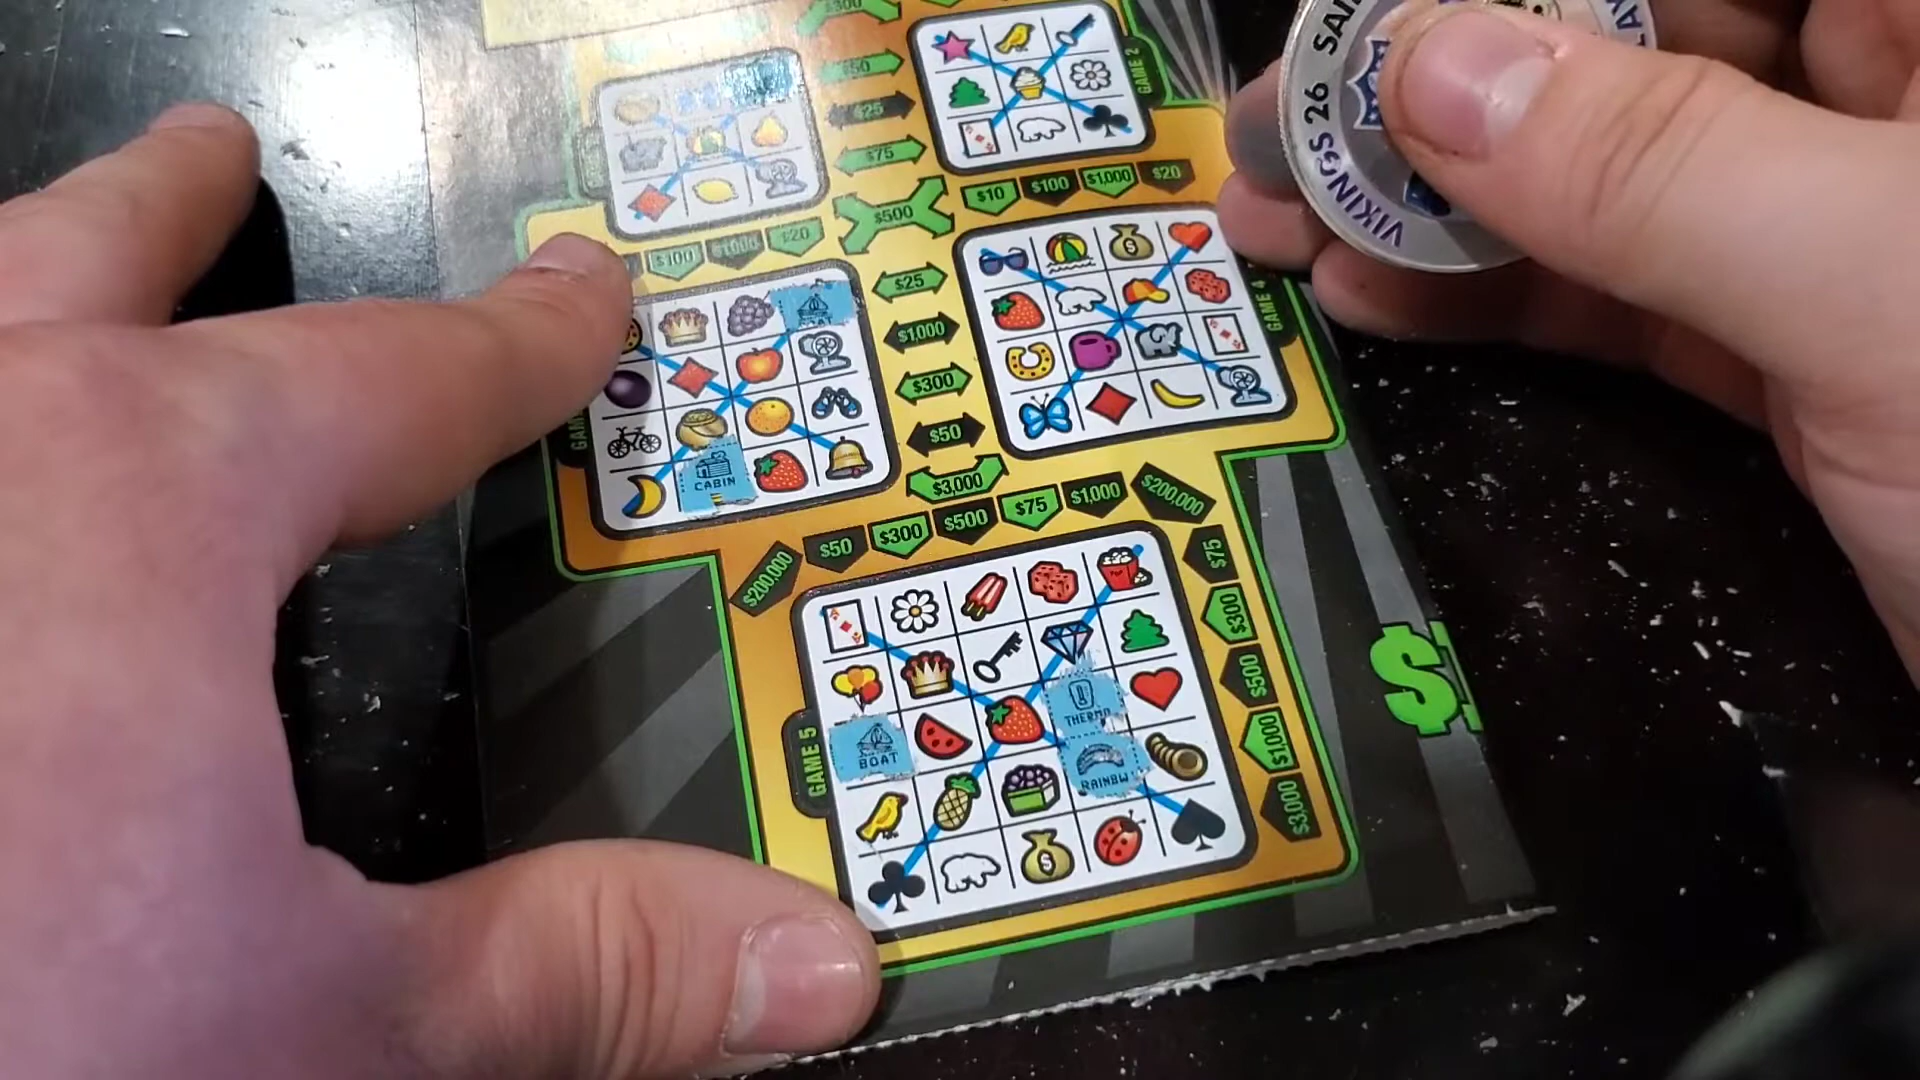 $300
$50
$25
$75
$500
GAME 2
$10 $100 $1,000 $20
VIKINGS 26
$100 $1000 $20
$25
$1,000
$300
$50
$3,000
BOAT
CABIN
GAME 4
$200,000 $50 $300 $500 $75 $1,000 $200,000
$75
$300
$500
$1,000
$3,000
GAME 5
THERMO
BOAT
RAINBW
$